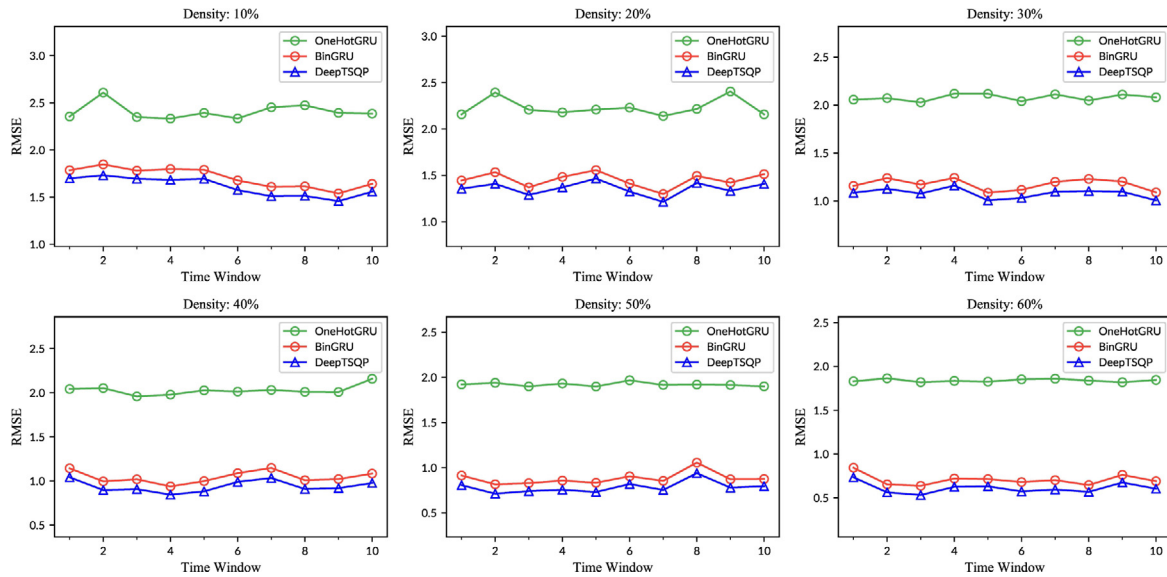 Density: 10%
3.0
2.5
2.0
1.5
1.0
RMSE
OneHotGRU
BinGRU
DeepTSQP
2 4 6 8 10
Time Window
Density: 20%
3.0
2.5
2.0
1.5
1.0
RMSE
OneHotGRU
BinGRU
DeepTSQP
2 4 6 8 10
Time Window
Density: 30%
2.5
2.0
1.5
1.0
RMSE
OneHotGRU
BinGRU
DeepTSQP
2 4 6 8 10
Time Window
Density: 40%
2.5
2.0
1.5
1.0
0.5
RMSE
OneHotGRU
BinGRU
DeepTSQP
2 4 6 8 10
Time Window
Density: 50%
2.5
2.0
1.5
1.0
0.5
RMSE
OneHotGRU
BinGRU
DeepTSQP
2 4 6 8 10
Time Window
Density: 60%
2.5
2.0
1.5
1.0
0.5
RMSE
OneHotGRU
BinGRU
DeepTSQP
2 4 6 8 10
Time Window